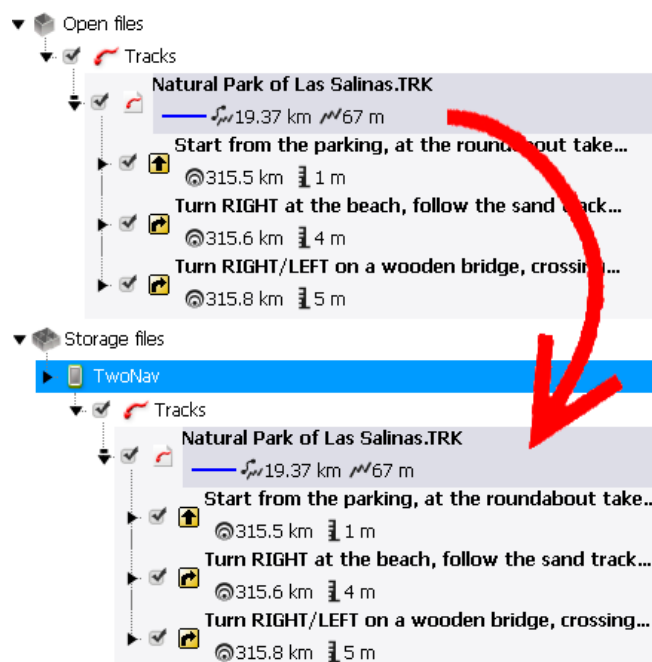 Open files
Tracks
Natural Park of Las Salinas.TRK
19.37 km 67 m
Start from the parking, at the roundabout take...
315.5 km 1 m
Turn RIGHT at the beach, follow the sand track...
315.6 km 4 m
Turn RIGHT/LEFT on a wooden bridge, crossing...
315.8 km 5 m
Storage files
TwoNav
Tracks
Natural Park of Las Salinas.TRK
19.37 km 67 m
Start from the parking, at the roundabout take..
315.5 km 1 m
Turn RIGHT at the beach, follow the sand track...
315.6 km 4 m
Turn RIGHT/LEFT on a wooden bridge, crossing...
315.8 km 5 m